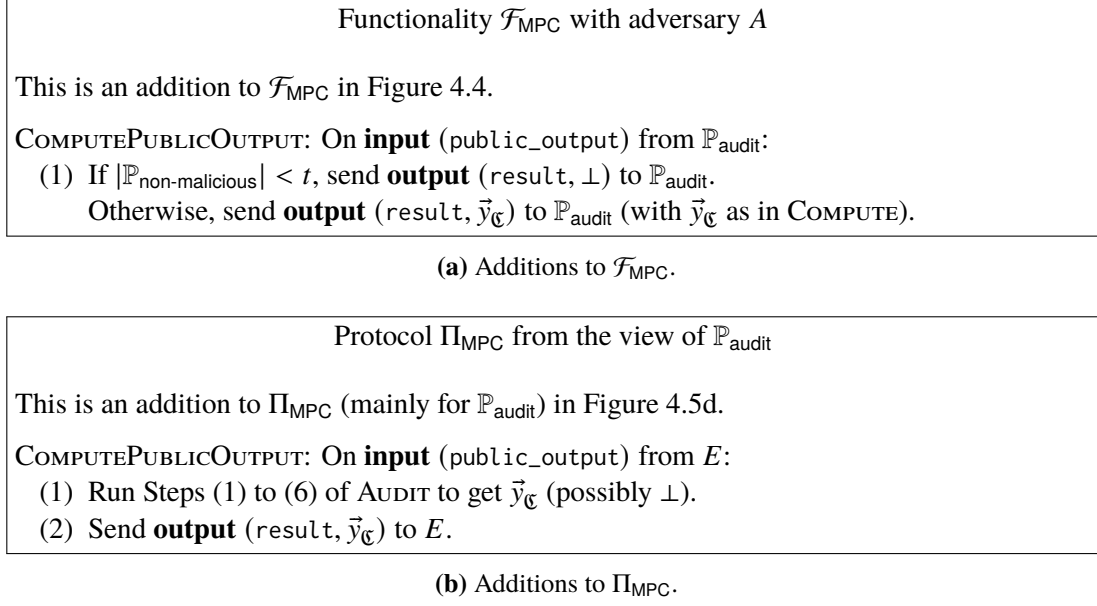 Functionality ℱ_MPC with adversary A
This is an addition to ℱ_MPC in Figure 4.4.
COMPUTEPUBLICOUTPUT: On input (public_output) from ℙ_audit:
(1) If |ℙ_non-malicious| < t, send output (result, ⊥) to ℙ_audit.
Otherwise, send output (result, y⃗_ℭ) to ℙ_audit (with y⃗_ℭ as in COMPUTE).
(a) Additions to ℱ_MPC.
Protocol Π_MPC from the view of ℙ_audit
This is an addition to Π_MPC (mainly for ℙ_audit) in Figure 4.5d.
COMPUTEPUBLICOUTPUT: On input (public_output) from E:
(1) Run Steps (1) to (6) of AUDIT to get y⃗_ℭ (possibly ⊥).
(2) Send output (result, y⃗_ℭ) to E.
(b) Additions to Π_MPC.